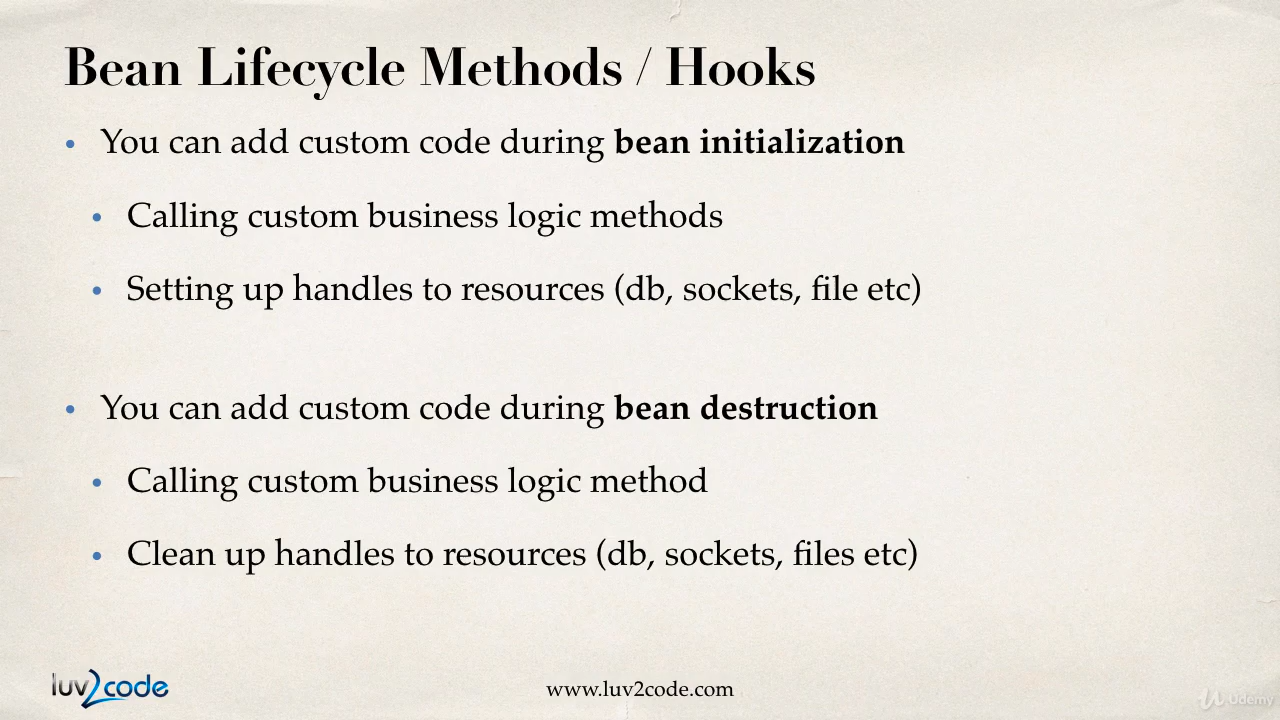 Bean Lifecycle Methods / Hooks
• You can add custom code during bean initialization
• Calling custom business logic methods
• Setting up handles to resources (db, sockets, file etc)
• You can add custom code during bean destruction
• Calling custom business logic method
• Clean up handles to resources (db, sockets, files etc)
luv2code
www.luv2code.com
Udemy